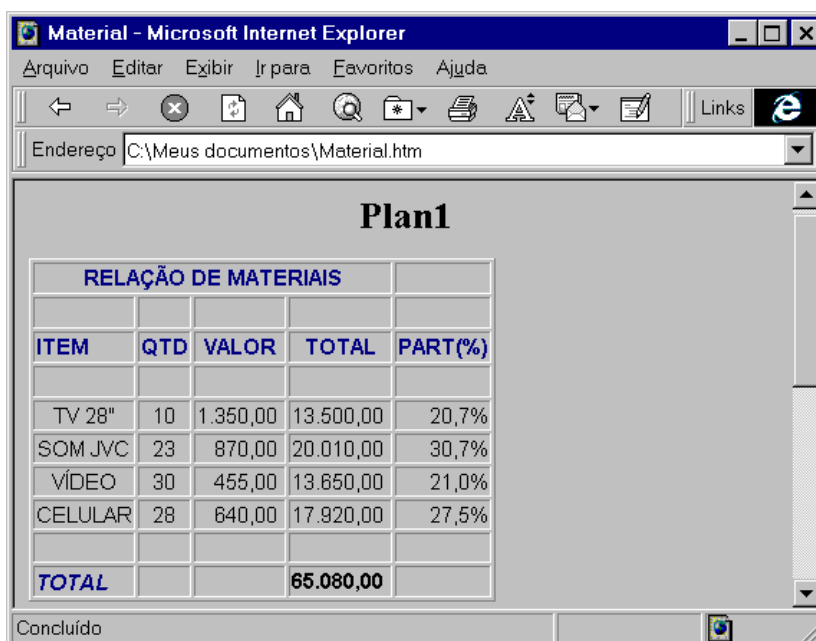 Material - Microsoft Internet Explorer
Arquivo Editar Exibir Ir para Favoritos Ajuda
Links
Endereço C:\Meus documentos\Material.htm
Plan1
RELAÇÃO DE MATERIAIS
ITEM QTD VALOR TOTAL PART(%)
TV 28" 10 1.350,00 13.500,00 20,7%
SOM JVC 23 870,00 20.010,00 30,7%
VÍDEO 30 455,00 13.650,00 21,0%
CELULAR 28 640,00 17.920,00 27,5%
TOTAL 65.080,00
Concluído